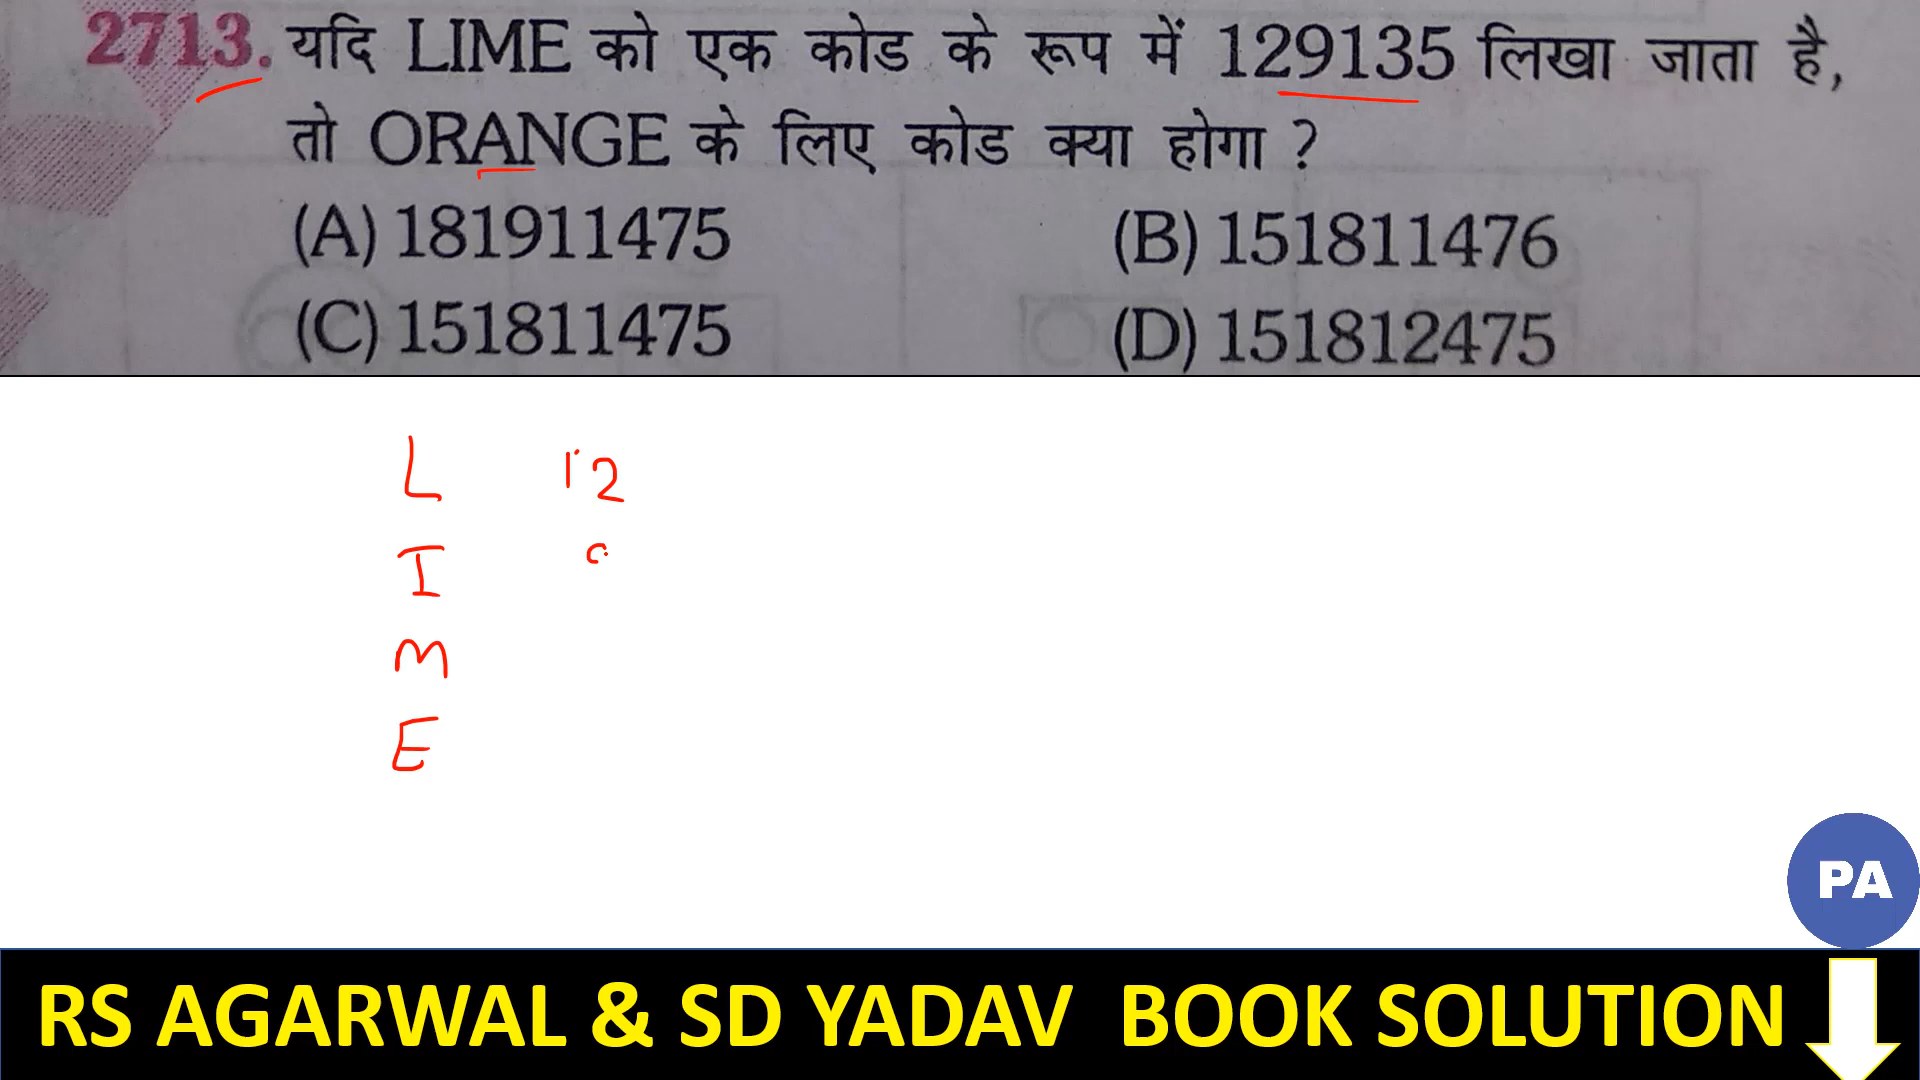 2713. यदि LIME को एक कोड के रूप में 129135 लिखा जाता है,
तो ORANGE के लिए कोड क्या होगा ?
(A) 181911475 (B) 151811476
(C) 151811475 (D) 151812475
L 12
I
M
E
PA
RS AGARWAL & SD YADAV BOOK SOLUTION